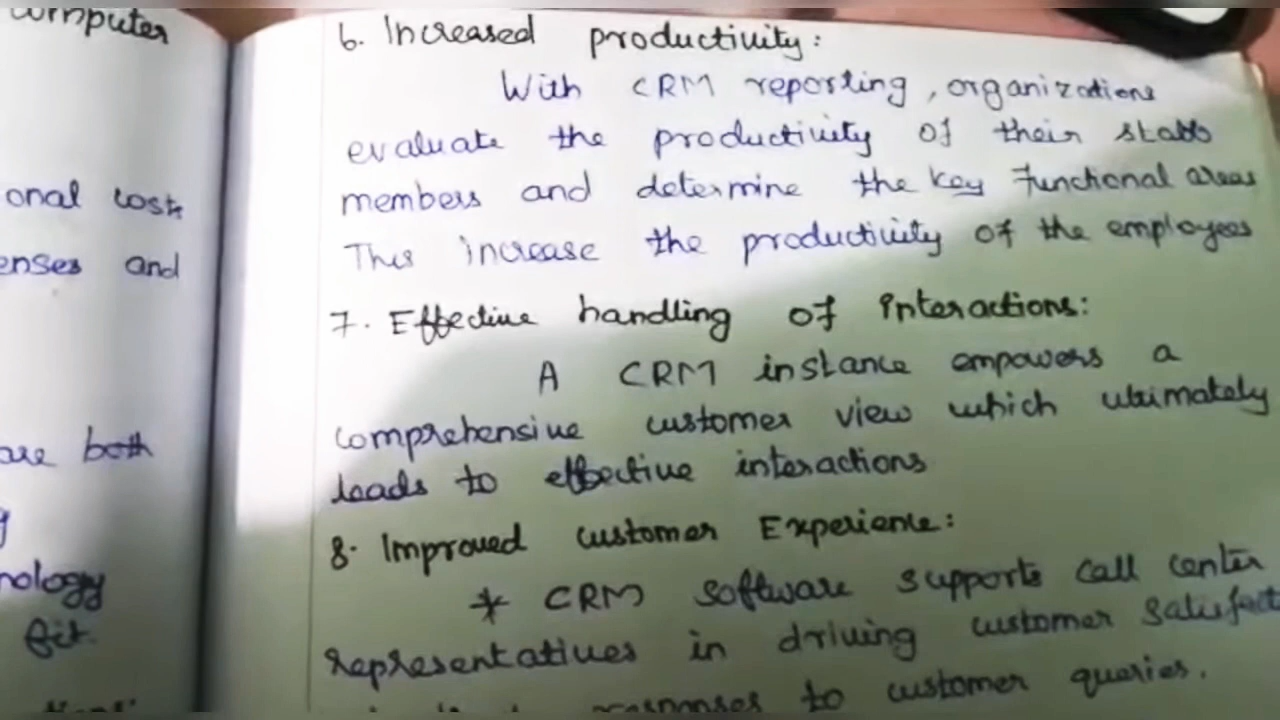 computer
onal costs
enses and
are both
nology
fit.
6. Increased productivity:
With CRM reporting, organizations
evaluate the productivity of their staff
members and determine the key functional areas
This increase the productivity of the employees
7. Effective handling of interactions:
A CRM instance empowers a
comprehensive customer view which ultimately
leads to effective interactions
8. Improved customer Experience:
* CRM software supports call center
representatives in driving customer satisfact
responses to customer queries.